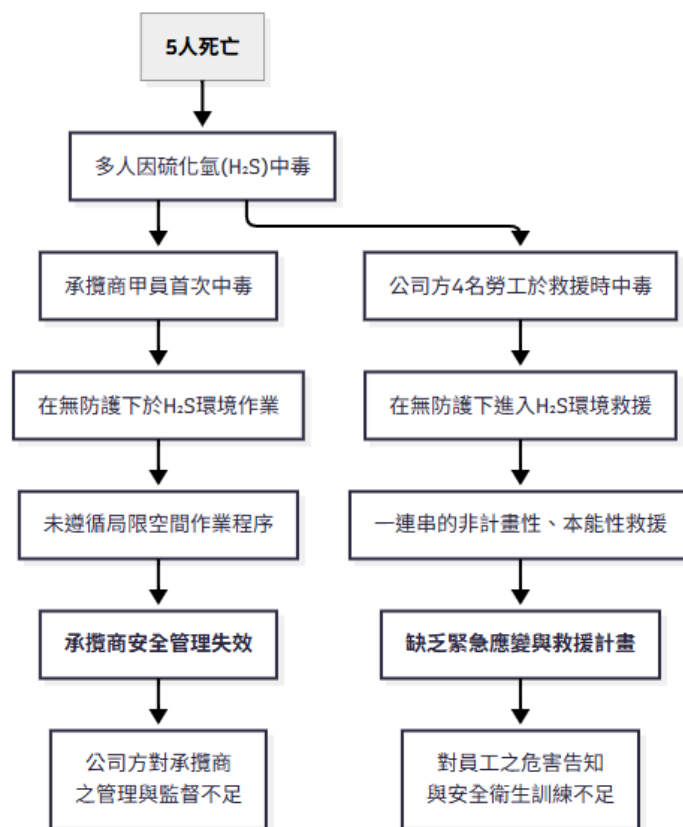 5人死亡
多人因硫化氫(H₂S)中毒
承攬商甲員首次中毒
公司方4名勞工於救援時中毒
在無防護下於H₂S環境作業
在無防護下進入H₂S環境救援
未遵循局限空間作業程序
一連串的非計畫性、本能性救援
承攬商安全管理失效
缺乏緊急應變與救援計畫
公司方對承攬商
之管理與監督不足
對員工之危害告知
與安全衛生訓練不足